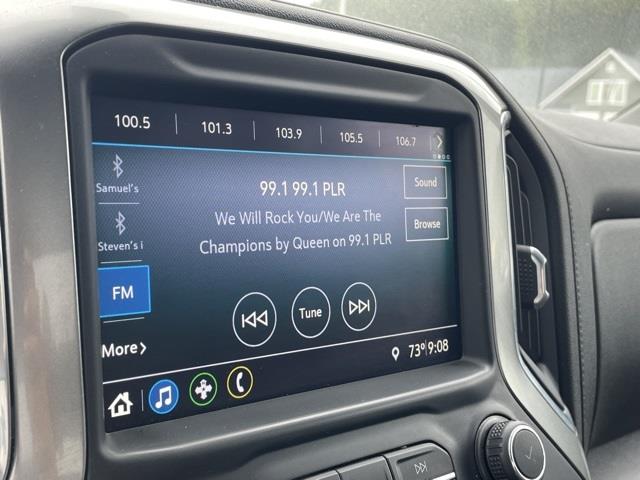 100.5 101.3 103.9 105.5 106.7
Samuel's
99.1 99.1 PLR
Sound
We Will Rock You/We Are The
Champions by Queen on 99.1 PLR
Browse
Steven's i
FM
Tune
More
73° 9:08